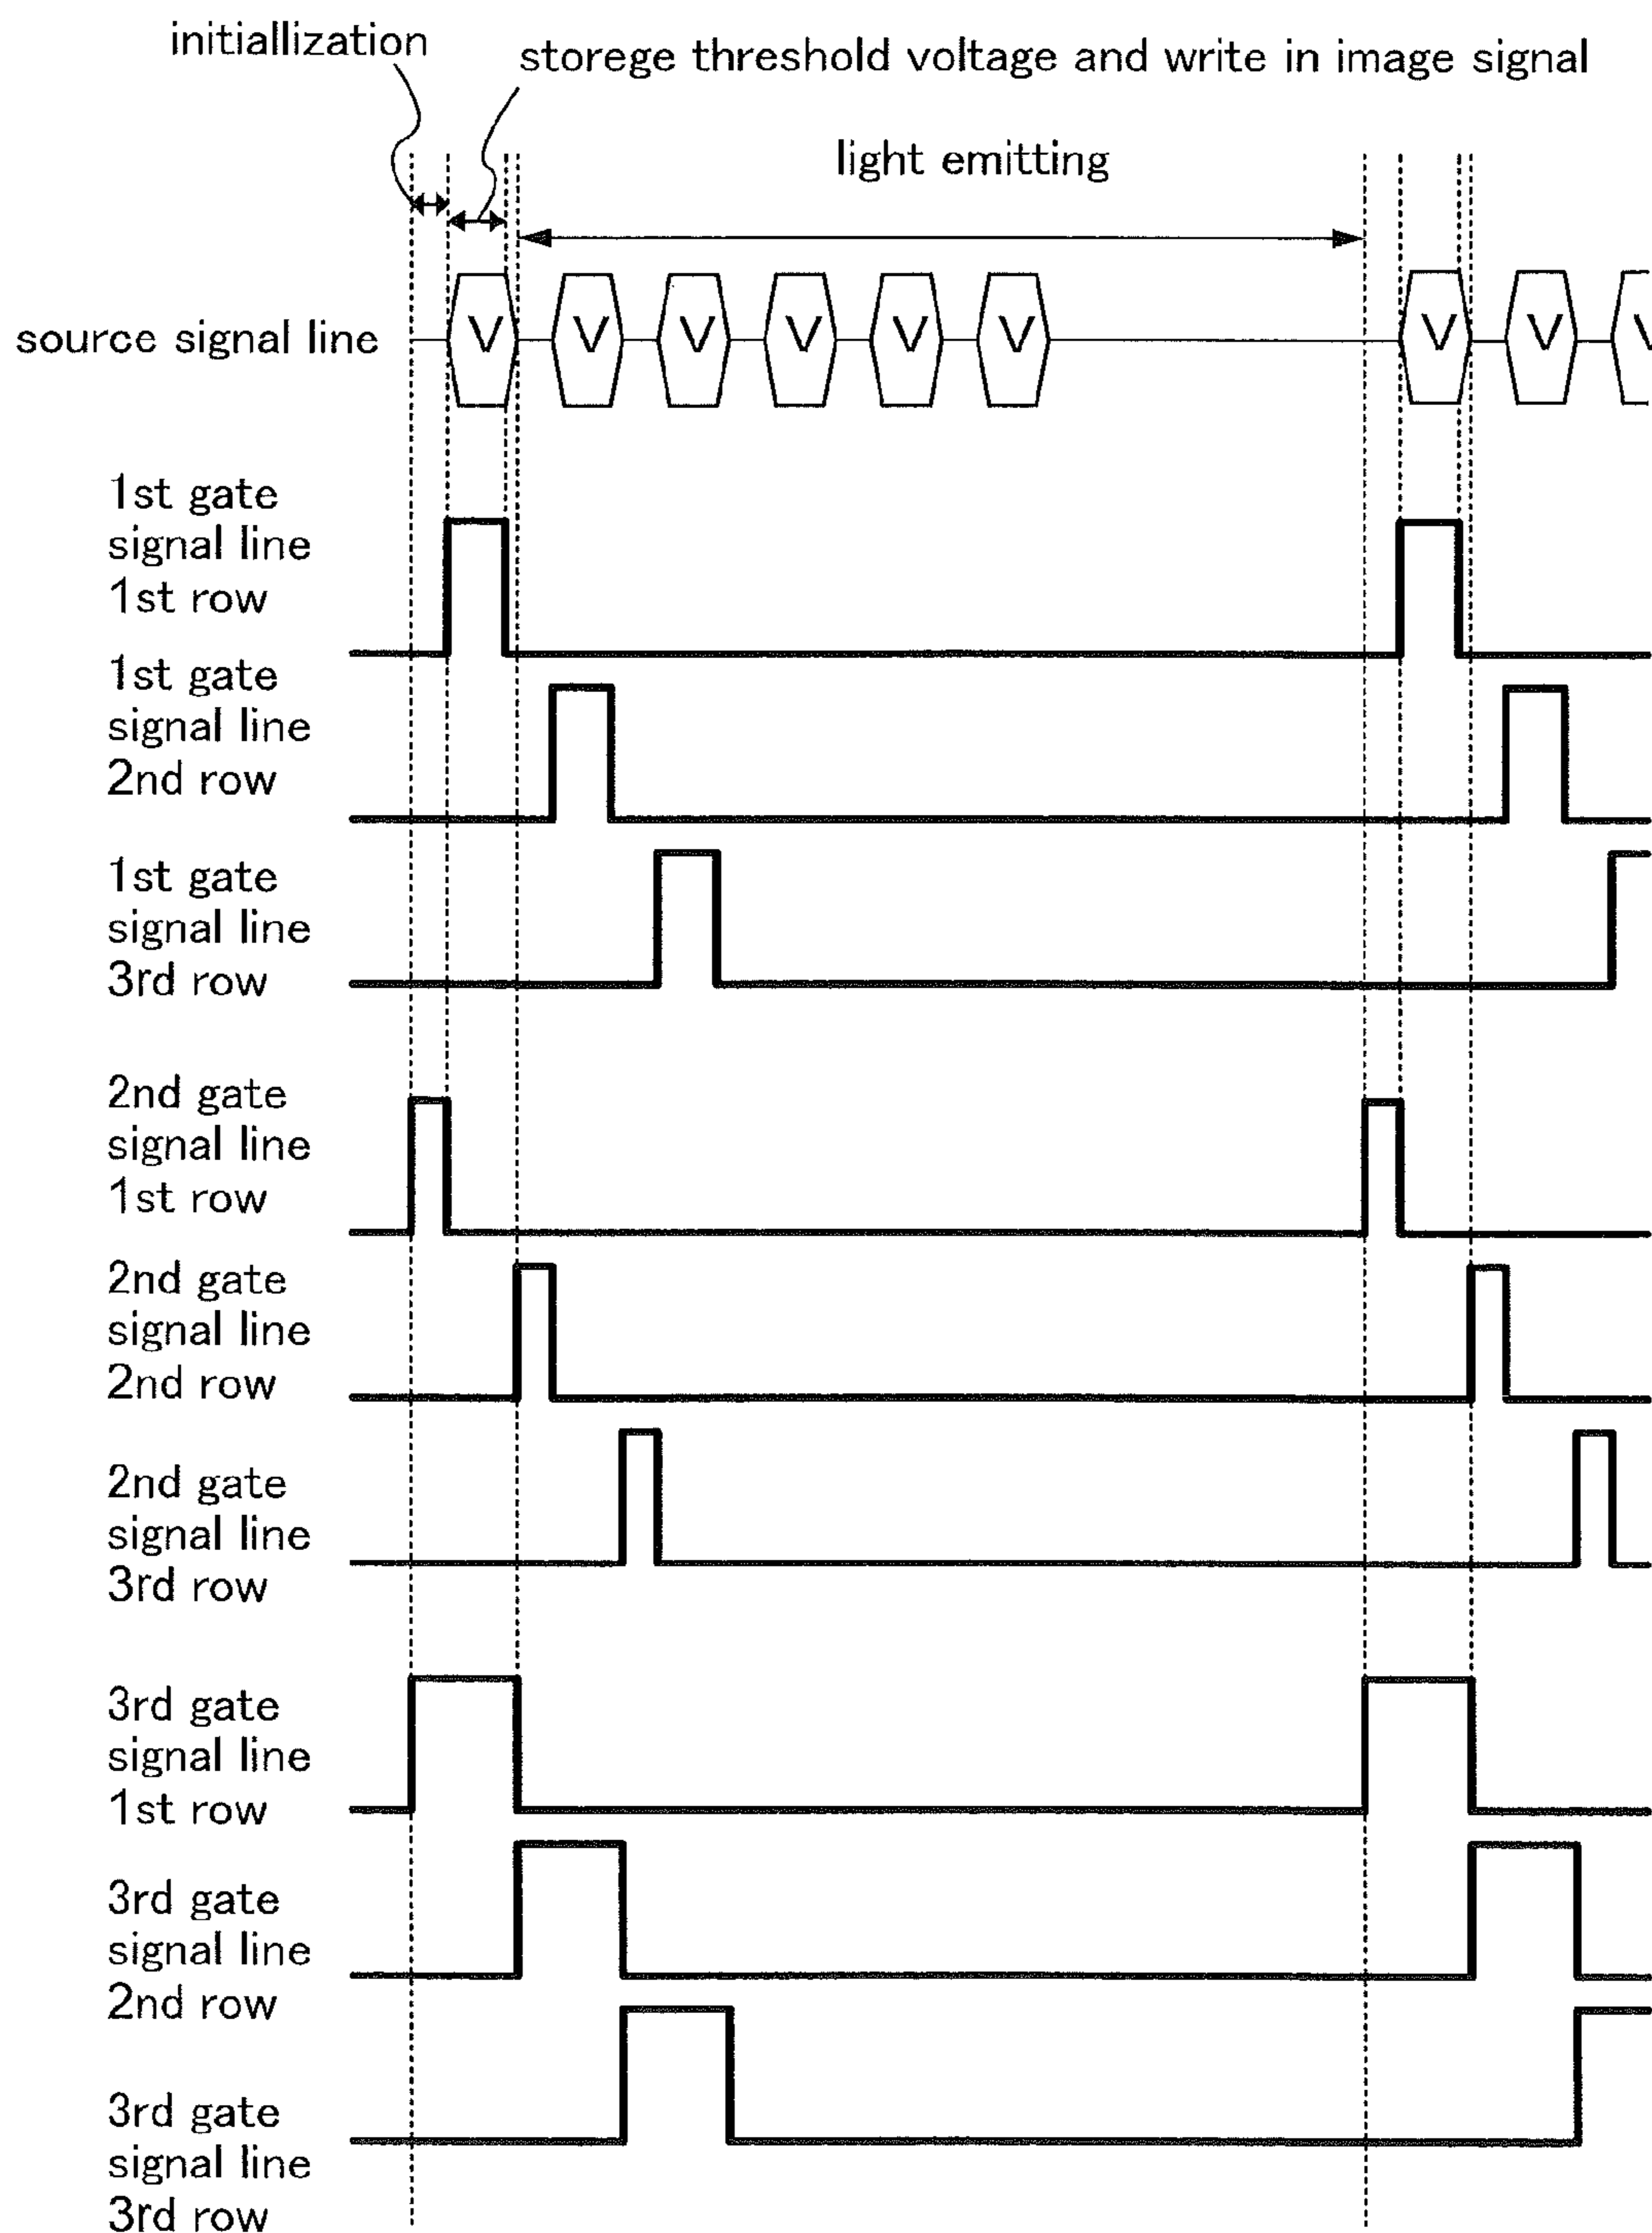 initiallization
storege threshold voltage and write in image signal
light emitting
source signal line
V V V V V V V V V
1st gate
signal line
1st row
1st gate
signal line
2nd row
1st gate
signal line
3rd row
2nd gate
signal line
1st row
2nd gate
signal line
2nd row
2nd gate
signal line
3rd row
3rd gate
signal line
1st row
3rd gate
signal line
2nd row
3rd gate
signal line
3rd row